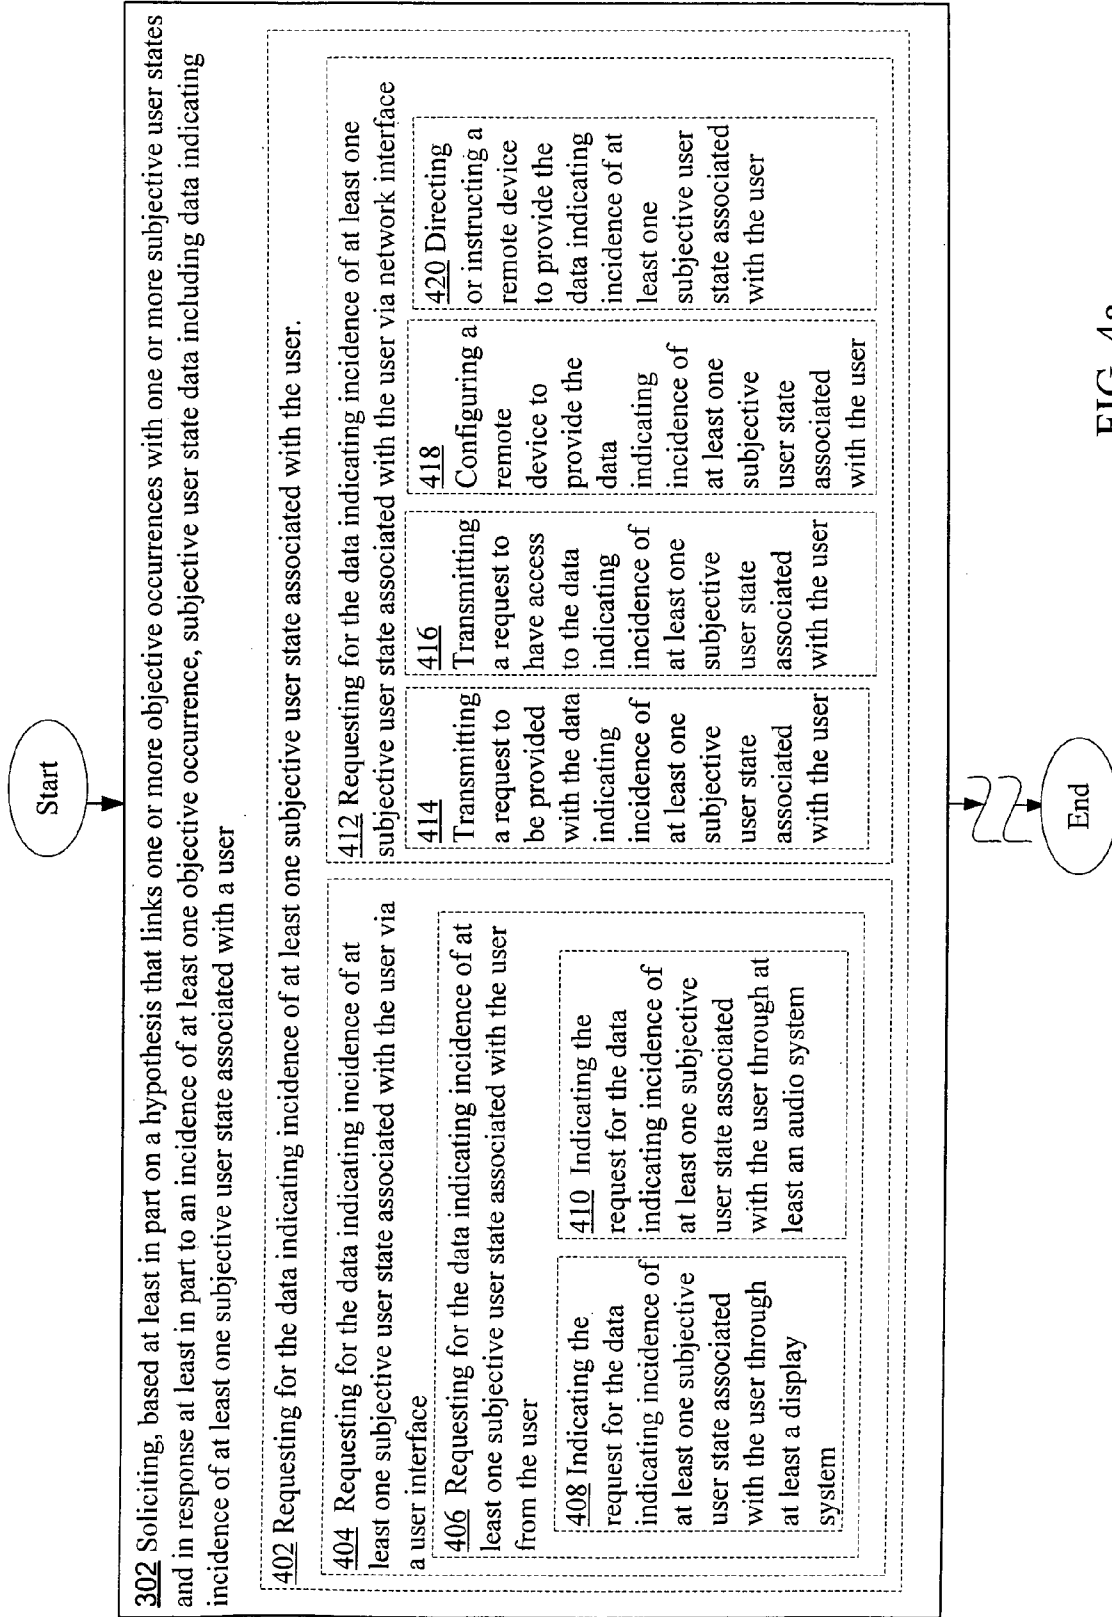 Start
302 Soliciting, based at least in part on a hypothesis that links one or more objective occurrences with one or more subjective user states
and in response at least in part to an incidence of at least one objective occurrence, subjective user state data including data indicating
incidence of at least one subjective user state associated with a user
402 Requesting for the data indicating incidence of at least one subjective user state associated with the user.
404 Requesting for the data indicating incidence of at
least one subjective user state associated with the user via
a user interface
406 Requesting for the data indicating incidence of at
least one subjective user state associated with the user
from the user
408 Indicating the
request for the data
indicating incidence of
at least one subjective
user state associated
with the user through
at least a display
system
410 Indicating the
request for the data
indicating incidence of
at least one subjective
user state associated
with the user through at
least an audio system
412 Requesting for the data indicating incidence of at least one
subjective user state associated with the user via network interface
414
Transmitting
a request to
be provided
with the data
indicating
incidence of
at least one
subjective
user state
associated
with the user
416
Transmitting
a request to
have access
to the data
indicating
incidence of
at least one
subjective
user state
associated
with the user
418
Configuring a
remote
device to
provide the
data
indicating
incidence of
at least one
subjective
user state
associated
with the user
420 Directing
or instructing a
remote device
to provide the
data indicating
incidence of at
least one
subjective user
state associated
with the user
End
FIG. 4a